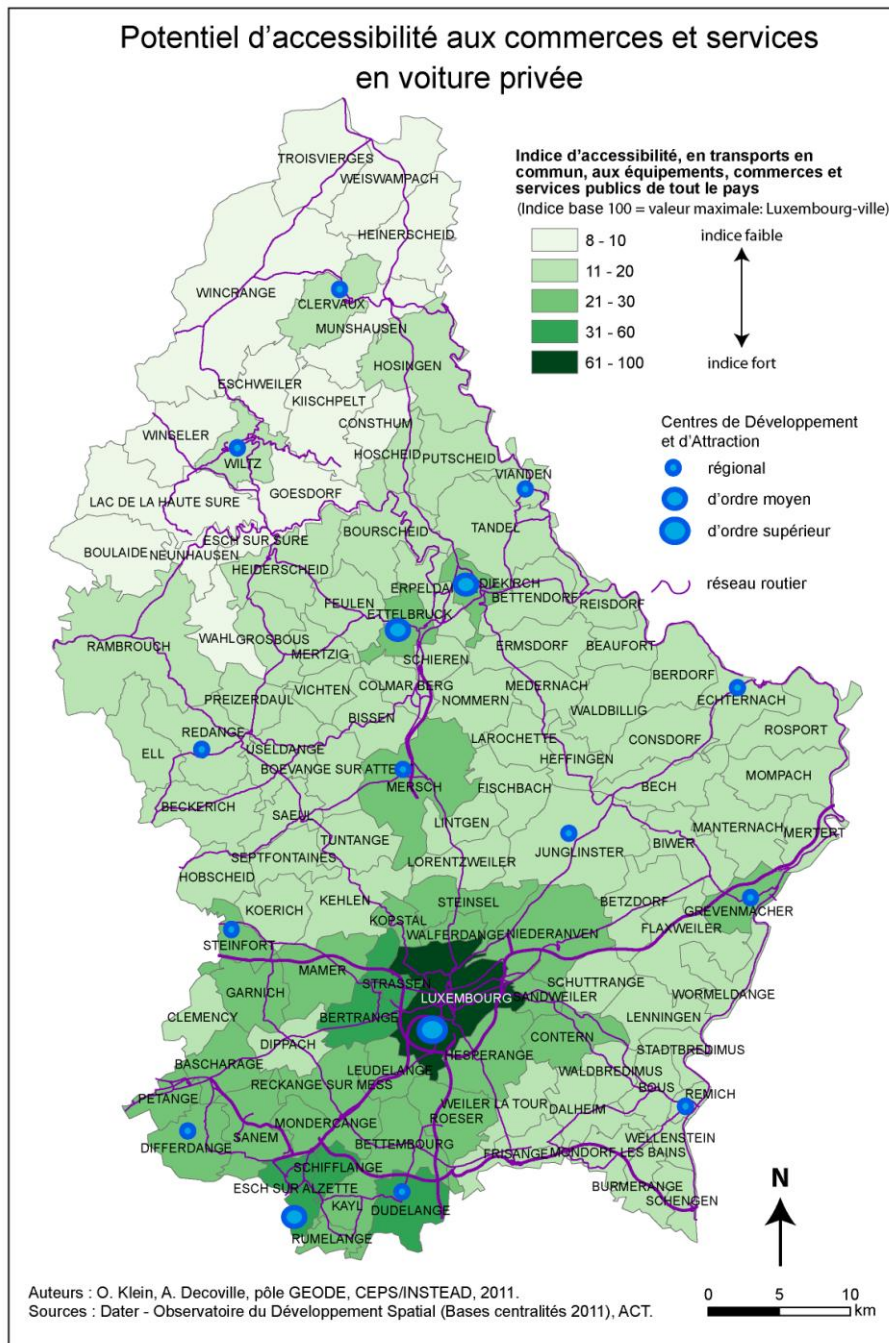 Potentiel d'accessibilité aux commerces et services
en voiture privée
Indice d'accessibilité, en transports en
commun, aux équipements, commerces et
services publics de tout le pays
(Indice base 100 = valeur maximale: Luxembourg-ville)
8 - 10
indice faible
11 - 20
21 - 30
31 - 60
61 - 100
indice fort
Centres de Développement
et d'Attraction
régional
d'ordre moyen
d'ordre supérieur
réseau routier
TROISVIERGES
WEISWAMPACH
HEINERSCHEID
WINCRANGE
CLERVAUX
MUNSHAUSEN
HOSINGEN
ESCHWEILER
KIISCHPELT
CONSTHUM
WINSELER
HOSCHEID
PUTSCHEID
WILTZ
VIANDEN
GOESDORF
LAC DE LA HAUTE SURE
TANDEL
BOURSCHEID
ESCH SUR SURE
BOULAIDE
NEUNHAUSEN
HEIDERSCHEID
ERPELDAN
DIEKIRCH
BETTENDORF
REISDORF
FEULEN
ETTELBRUCK
WAHL
GROSBOUS
RAMBROUCH
MERTZIG
SCHIEREN
ERMSDORF
BEAUFORT
BERDORF
VICHTEN
COLMAR BERG
MEDERNACH
ECHTERNACH
PREIZERDAUL
NOMMERN
WALDBILLIG
BISSEN
ROSPORT
REDANGE
USELDANGE
LAROCHETTE
CONSDORF
ELL
BOEVANGE SUR ATTE
HEFFINGEN
MOMPACH
MERSCH
FISCHBACH
BECH
BECKERICH
SAEUL
LINTGEN
MANTERNACH
MERTERT
TUNTANGE
BIWER
JUNGLINSTER
SEPTFONTAINES
LORENTZWEILER
HOBSCHEID
KEHLEN
STEINSEL
BETZDORF
GREVENMACHER
KOERICH
KOPSTAL
FLAXWEILER
STEINFORT
WALFERDANGE
NIEDERANVEN
MAMER
STRASSEN
SCHUTTRANGE
GARNICH
LUXEMBOURG
SANDWEILER
WORMELDANGE
CLEMENCY
BERTRANGE
LENNINGEN
DIPPACH
CONTERN
STADTBREDIMUS
BASCHARAGE
LEUDELANGE
HESPERANGE
WALDBREDIMUS
RECKANGE SUR MESS
BOUS
REMICH
PETANGE
WEILER LA TOUR
DALHEIM
MONDERCANGE
ROESER
DIFFERDANGE
SANEM
BETTEMBOURG
WELLENSTEIN
FRISANGE
MONDORF LES BAINS
SCHIFFLANGE
ESCH SUR ALZETTE
BURMERANGE
KAYL
DUDELANGE
SCHENGEN
RUMELANGE
N
0 5 10
km
Auteurs : O. Klein, A. Decoville, pôle GEODE, CEPS/INSTEAD, 2011.
Sources : Dater - Observatoire du Développement Spatial (Bases centralités 2011), ACT.